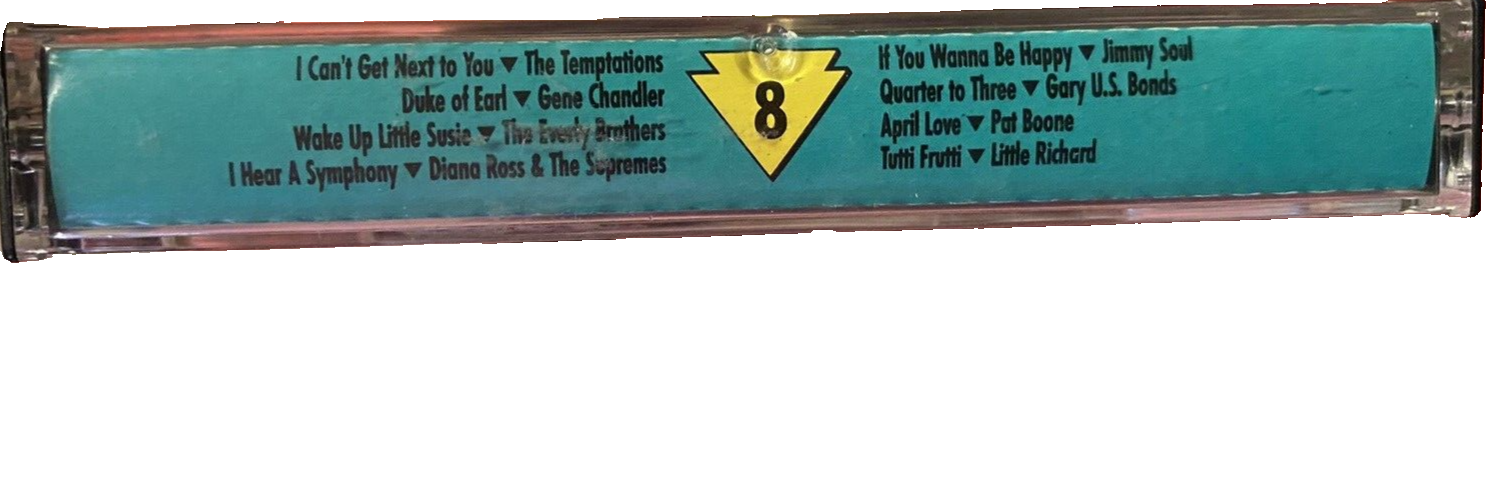 I Can't Get Next to You ▼ The Temptations
Duke of Earl ▼ Gene Chandler
Wake Up Little Susie ▼ The Everly Brothers
I Hear A Symphony ▼ Diana Ross & The Supremes
8
If You Wanna Be Happy ▼ Jimmy Soul
Quarter to Three ▼ Gary U.S. Bonds
April Love ▼ Pat Boone
Tutti Frutti ▼ Little Richard